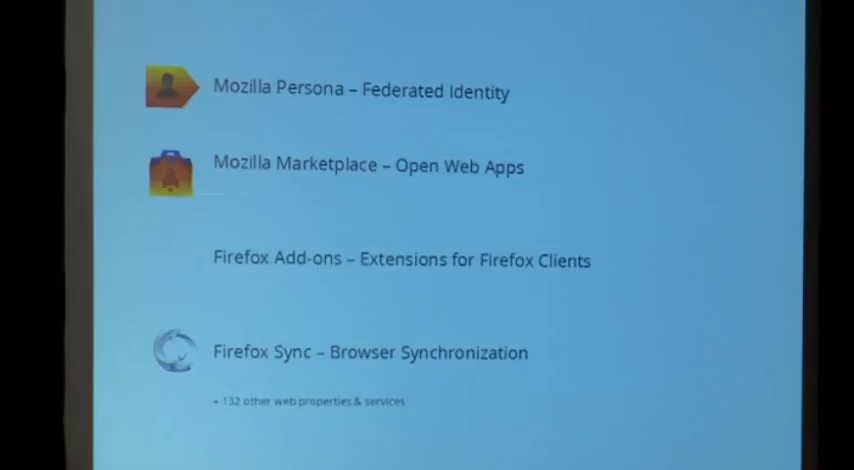 Mozilla Persona – Federated Identity
Mozilla Marketplace – Open Web Apps
Firefox Add-ons – Extensions for Firefox Clients
Firefox Sync – Browser Synchronization
+ 132 other web properties & services